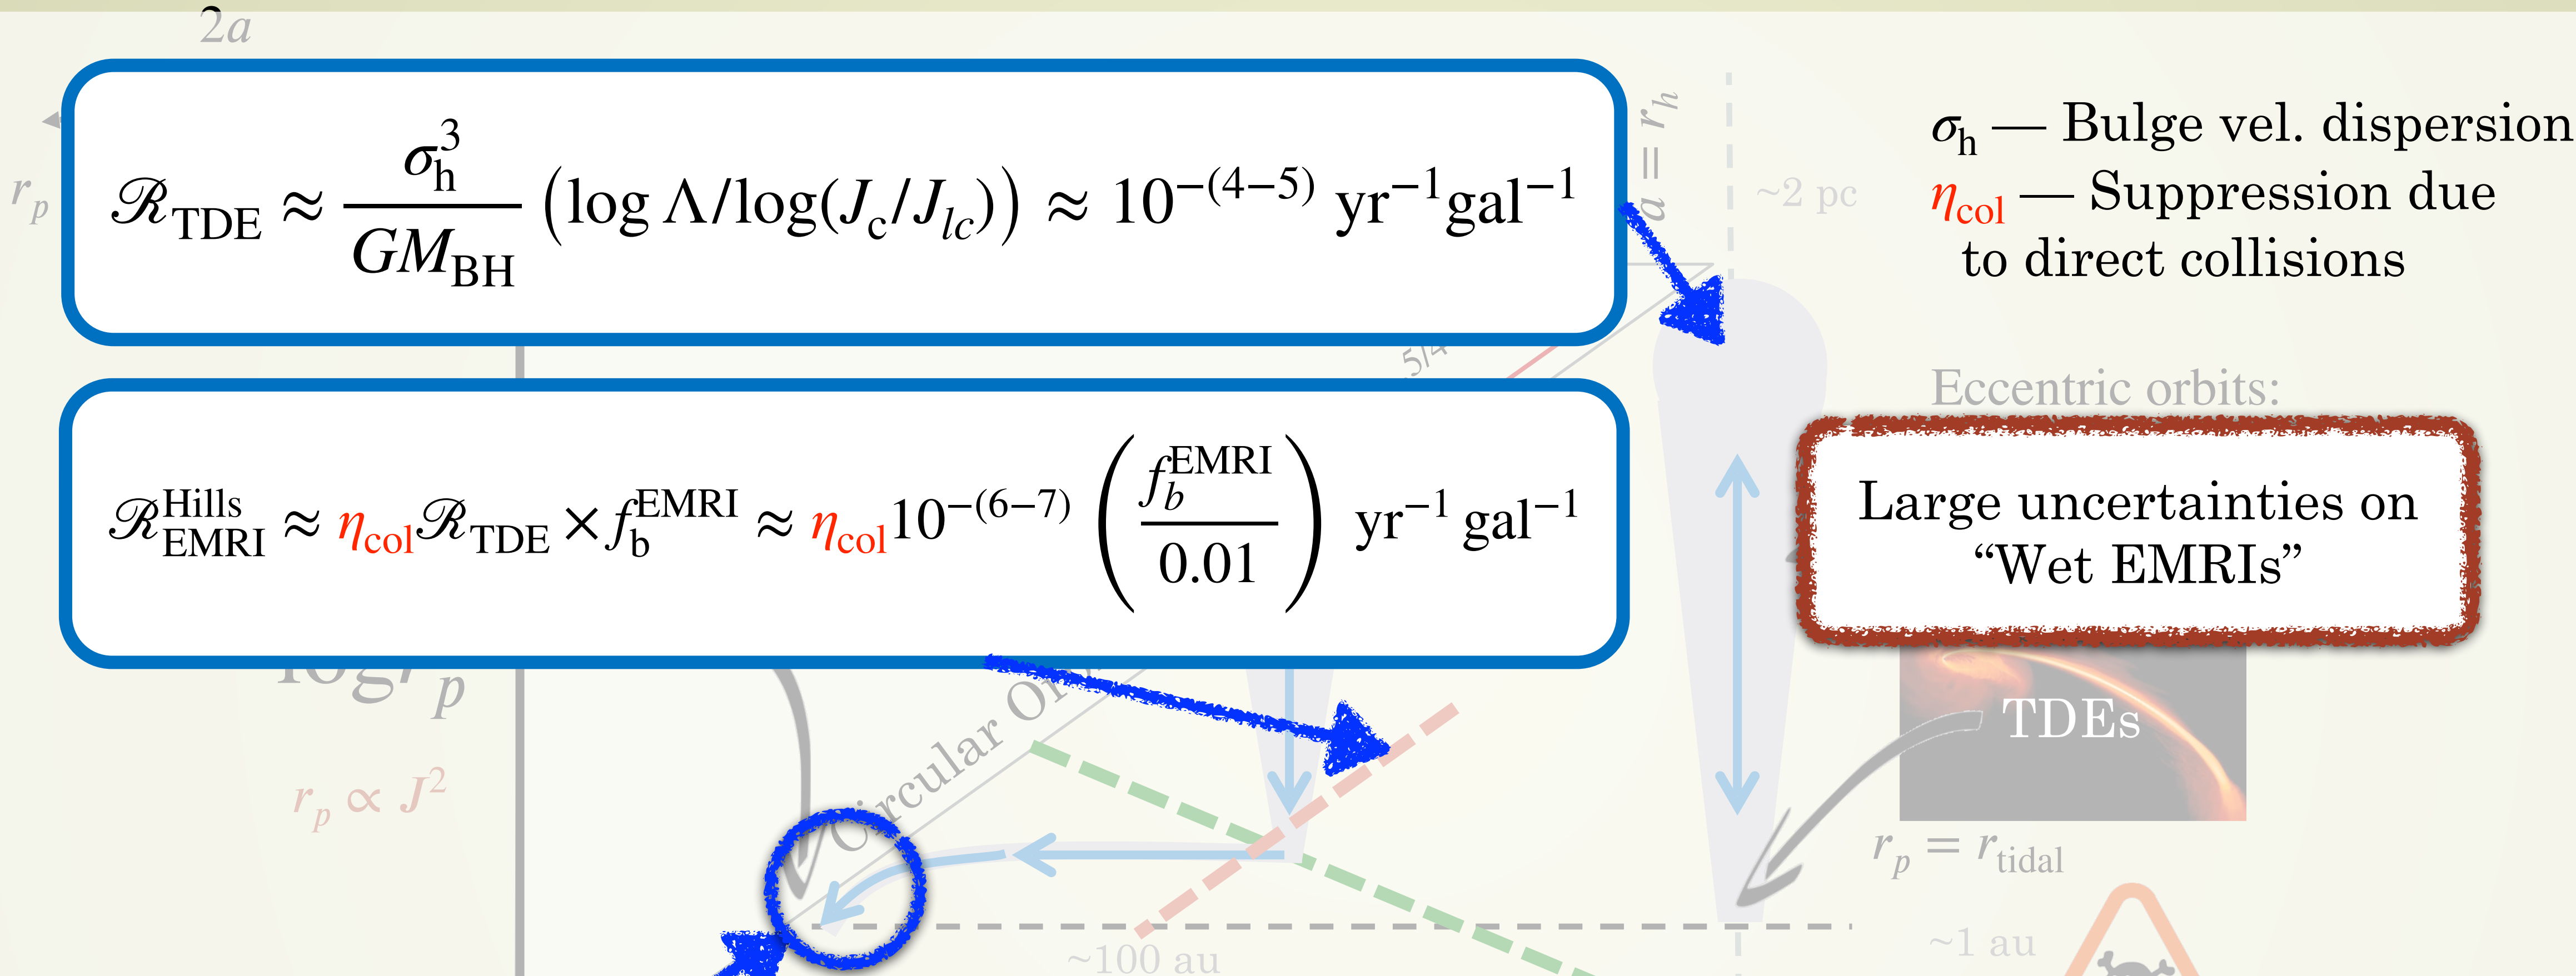 2a
r_p
ℛ_TDE ≈ σ_h^3 / GM_BH (log Λ/log(J_c/J_lc)) ≈ 10^−(4−5) yr^−1 gal^−1
a = r_h
~2 pc
σ_h — Bulge vel. dispersion
η_col — Suppression due
to direct collisions
5/4
Eccentric orbits:
ℛ_EMRI^Hills ≈ η_col ℛ_TDE × f_b^EMRI ≈ η_col 10^−(6−7) (f_b^EMRI / 0.01) yr^−1 gal^−1
Large uncertainties on
“Wet EMRIs”
log r_p
Circular
TDEs
r_p ∝ J^2
r_p = r_tidal
~100 au
~1 au